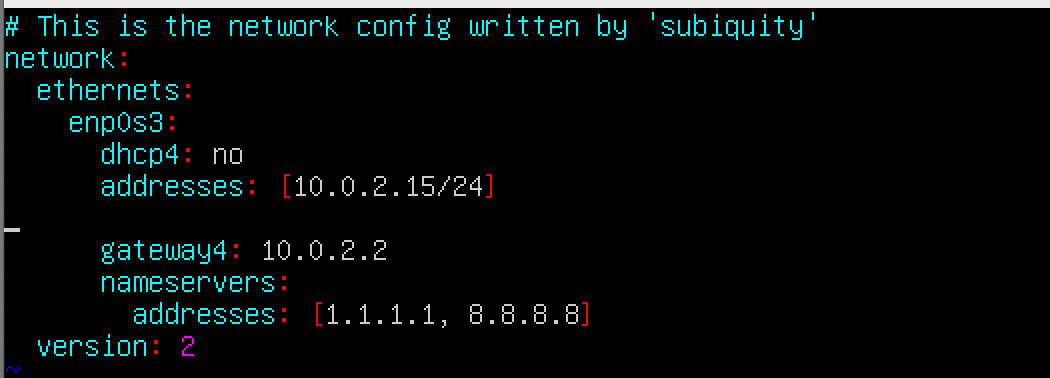 # This is the network config written by 'subiquity'
network:
  ethernets:
    enp0s3:
      dhcp4: no
      addresses: [10.0.2.15/24]

      gateway4: 10.0.2.2
      nameservers:
        addresses: [1.1.1.1, 8.8.8.8]
  version: 2
~